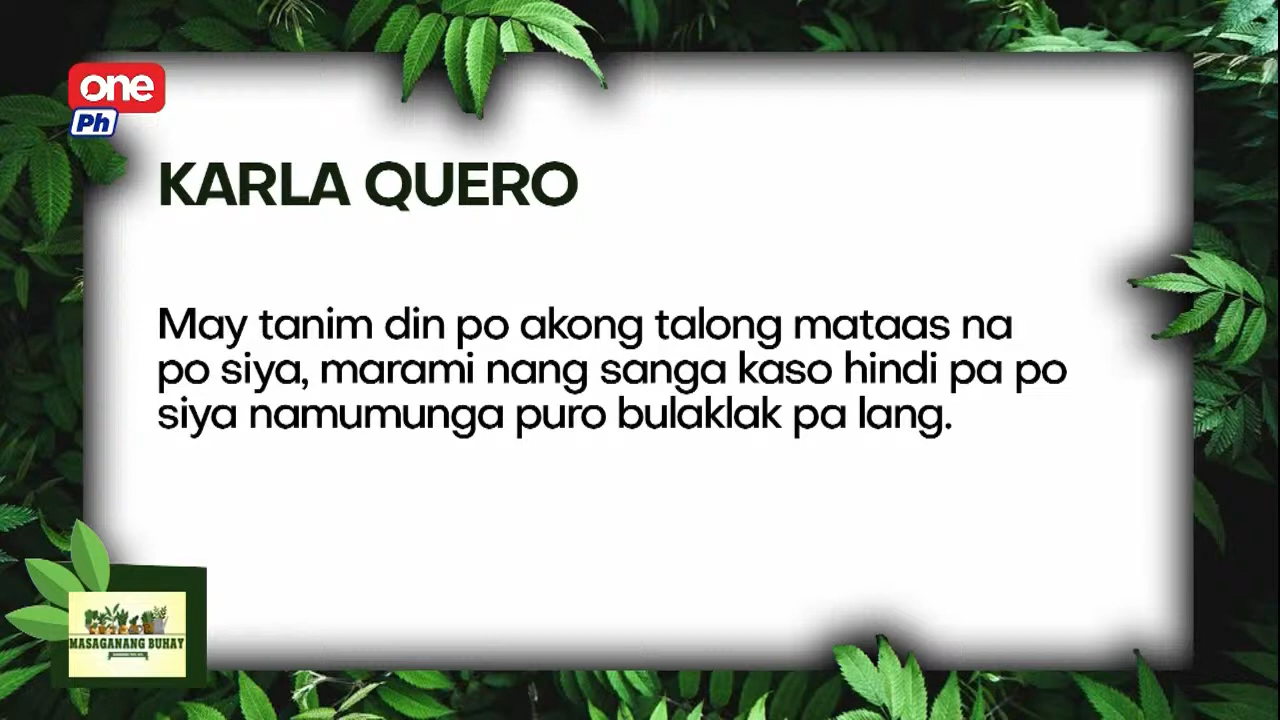 one
Ph
KARLA QUERO
May tanim din po akong talong mataas na
po siya, marami nang sanga kaso hindi pa po
siya namumunga puro bulaklak pa lang.
MASAGANANG BUHAY